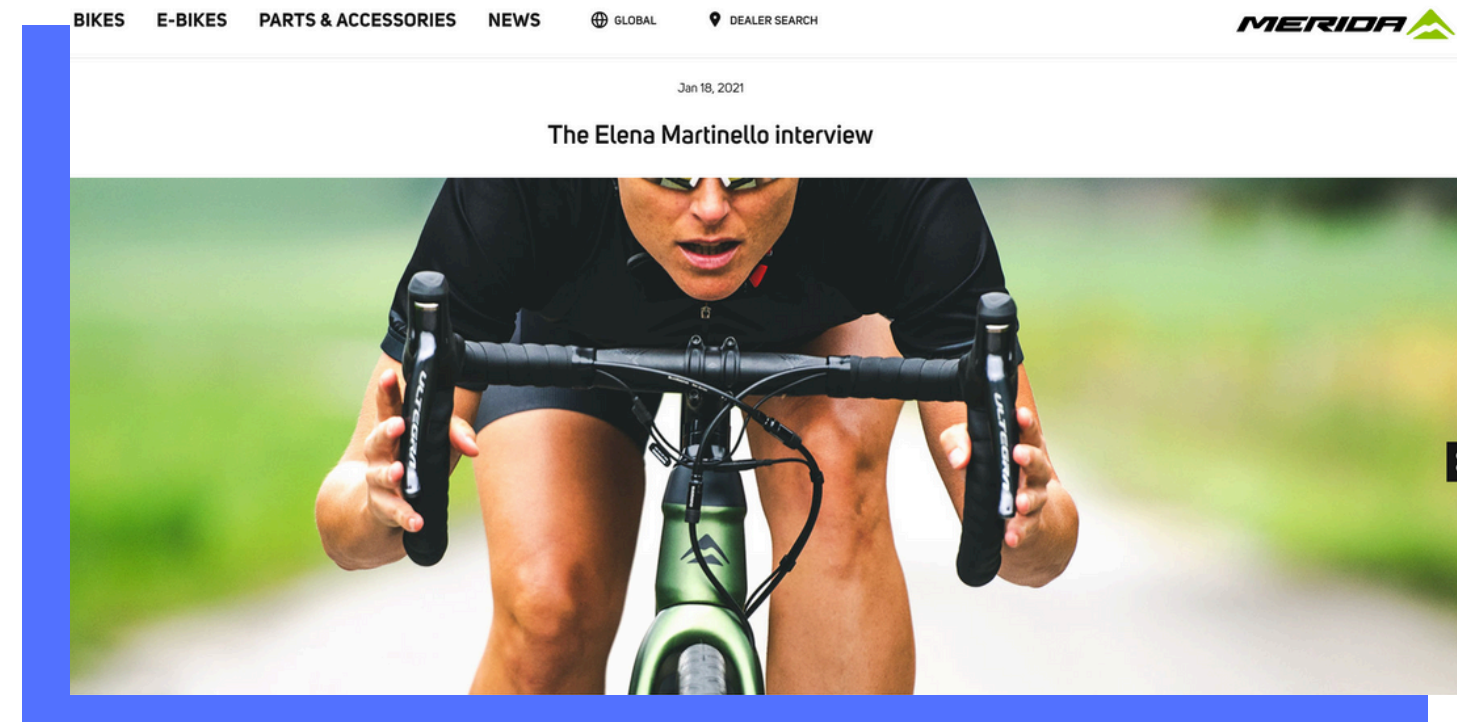 BIKES E-BIKES PARTS & ACCESSORIES NEWS GLOBAL DEALER SEARCH MERIDA
Jan 18, 2021
The Elena Martinello interview
ULTEGRA ULTEGRA